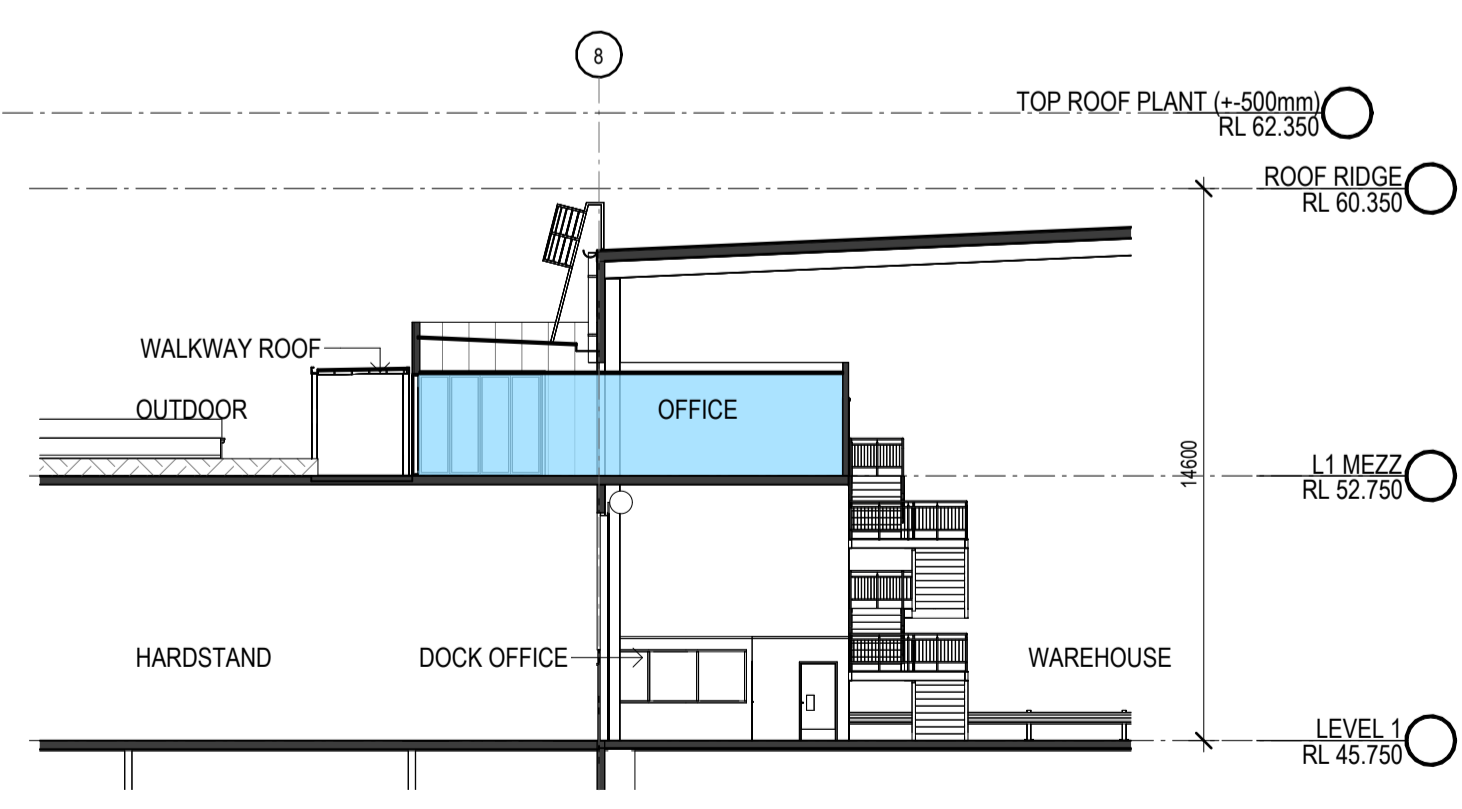 8
TOP ROOF PLANT (+-500mm)
RL 62.350
ROOF RIDGE
RL 60.350
WALKWAY ROOF
OUTDOOR
OFFICE
14600
L1 MEZZ
RL 52.750
HARDSTAND
DOCK OFFICE
WAREHOUSE
LEVEL 1
RL 45.750